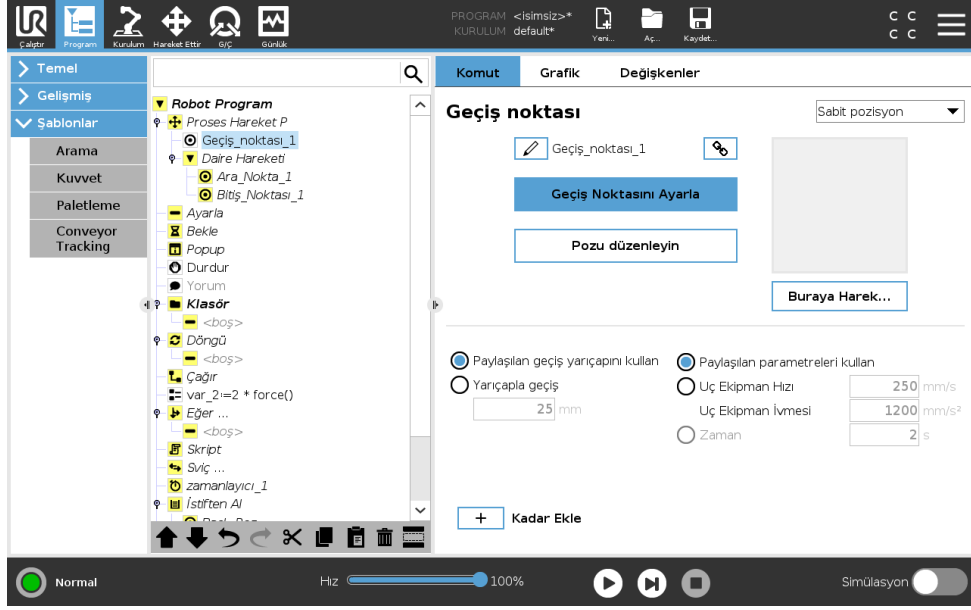 PROGRAM <isimsiz>*
KURULUM default*
Çalıştır
Program
Kurulum
Hareket Ettir
G/Ç
Günlük
Yeni...
Aç...
Kaydet...
C C
C C
Temel
Gelişmiş
Şablonlar
Arama
Kuvvet
Paletleme
Conveyor
Tracking
Robot Program
Proses Hareket P
Geçiş_noktası_1
Daire Hareketi
Ara_Nokta_1
Bitiş_Noktası_1
Ayarla
Bekle
Popup
Durdur
Yorum
Klasör
<boş>
Döngü
<boş>
Çağır
var_2:=2 * force()
Eğer ...
<boş>
Skript
Sviç ...
zamanlayıcı_1
İstiften Al
Komut
Grafik
Değişkenler
Geçiş noktası
Sabit pozisyon
Geçiş_noktası_1
Geçiş Noktasını Ayarla
Pozu düzenleyin
Buraya Harek...
Paylaşılan geçiş yarıçapını kullan
Yarıçapla geçiş
25 mm
Paylaşılan parametreleri kullan
Uç Ekipman Hızı 250 mm/s
Uç Ekipman İvmesi 1200 mm/s²
Zaman 2 s
+ Kadar Ekle
Normal
Hız 100%
Simülasyon